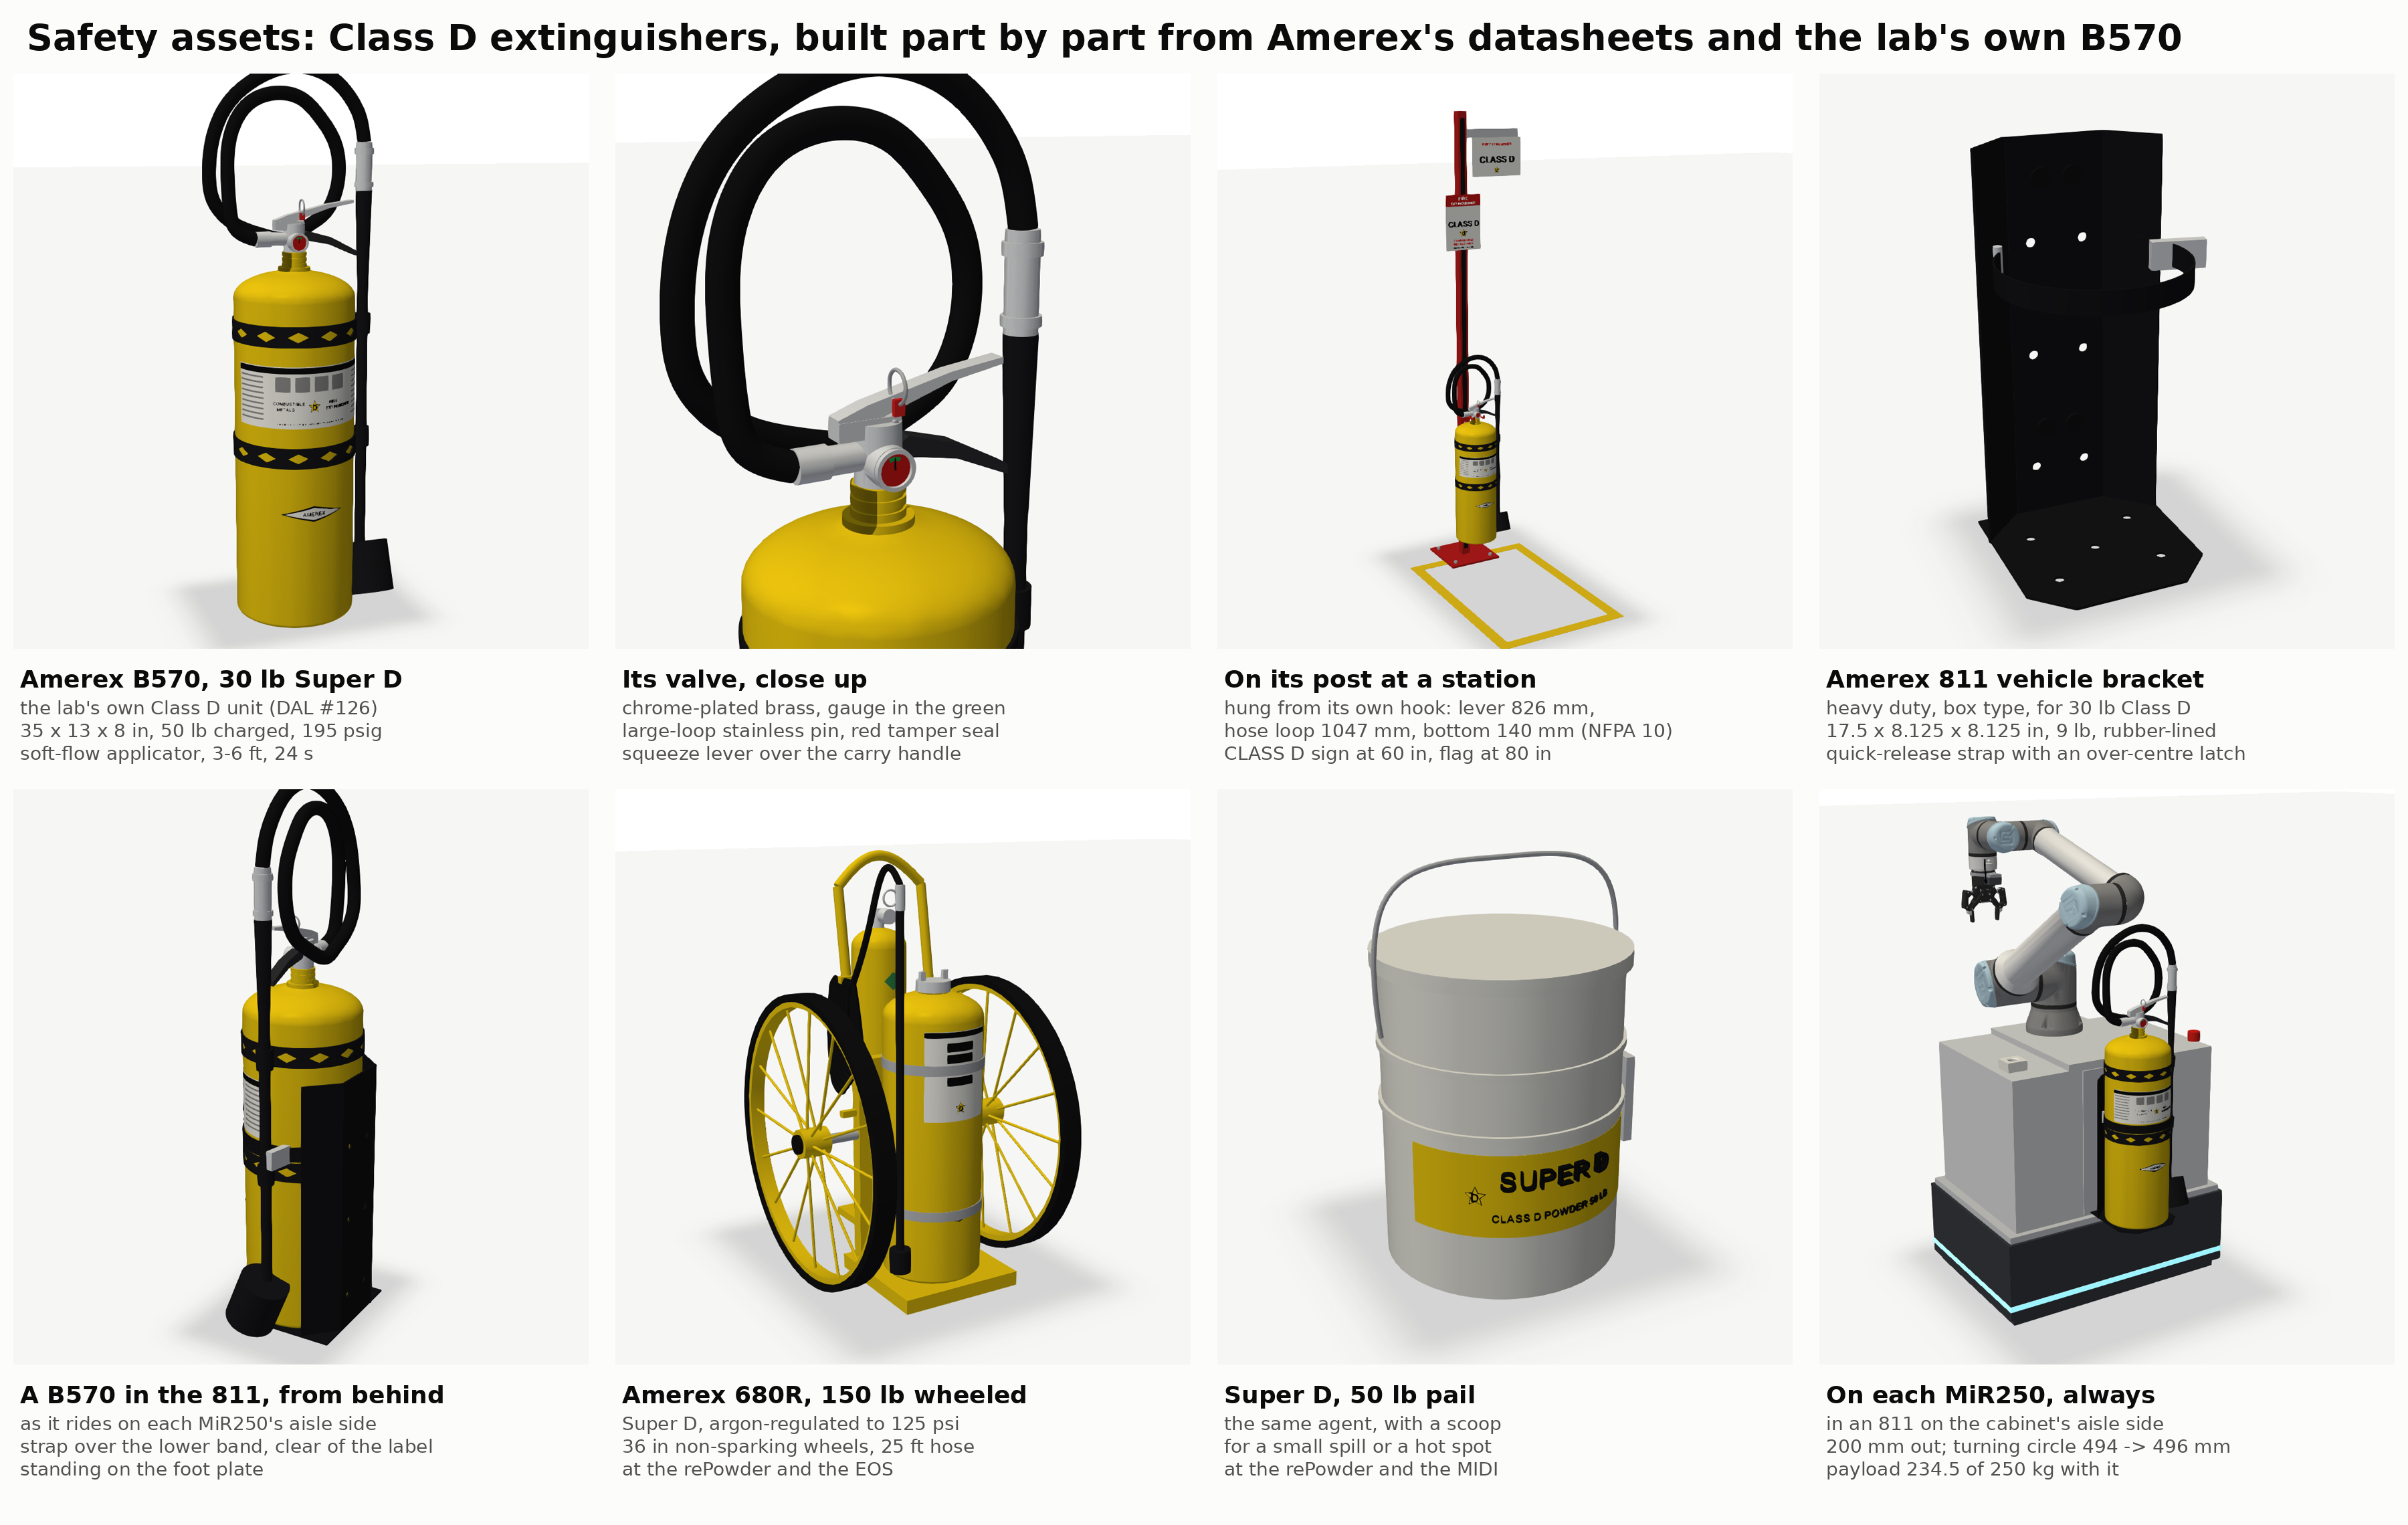 Safety assets: Class D extinguishers, built part by part from Amerex's datasheets and the lab's own B570
COMBUSTIBLE
METALS
D
AMEREX
CLASS D
CLASS D
Amerex B570, 30 lb Super D
the lab's own Class D unit (DAL #126)
35 x 13 x 8 in, 50 lb charged, 195 psig
soft-flow applicator, 3-6 ft, 24 s
Its valve, close up
chrome-plated brass, gauge in the green
large-loop stainless pin, red tamper seal
squeeze lever over the carry handle
On its post at a station
hung from its own hook: lever 826 mm,
hose loop 1047 mm, bottom 140 mm (NFPA 10)
CLASS D sign at 60 in, flag at 80 in
Amerex 811 vehicle bracket
heavy duty, box type, for 30 lb Class D
17.5 x 8.125 x 8.125 in, 9 lb, rubber-lined
quick-release strap with an over-centre latch
SUPER D
D
CLASS D POWDER 50 LB
A B570 in the 811, from behind
as it rides on each MiR250's aisle side
strap over the lower band, clear of the label
standing on the foot plate
Amerex 680R, 150 lb wheeled
Super D, argon-regulated to 125 psi
36 in non-sparking wheels, 25 ft hose
at the rePowder and the EOS
Super D, 50 lb pail
the same agent, with a scoop
for a small spill or a hot spot
at the rePowder and the MIDI
On each MiR250, always
in an 811 on the cabinet's aisle side
200 mm out; turning circle 494 -> 496 mm
payload 234.5 of 250 kg with it